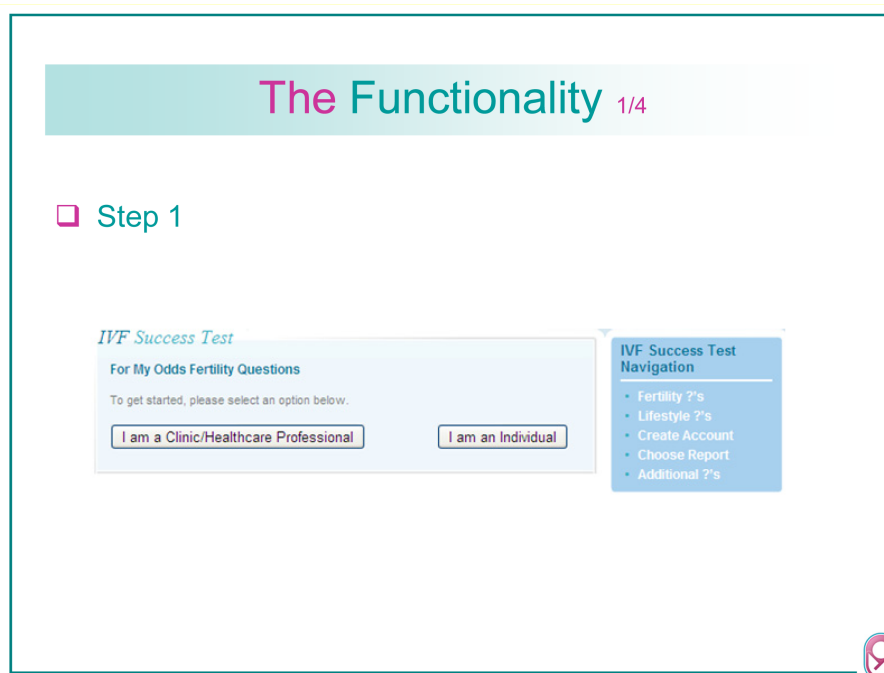 The Functionality 1/4
Step 1
IVF Success Test
For My Odds Fertility Questions
To get started, please select an option below.
I am a Clinic/Healthcare Professional
I am an Individual
IVF Success Test
Navigation
Fertility ?'s
Lifestyle ?'s
Create Account
Choose Report
Additional ?'s